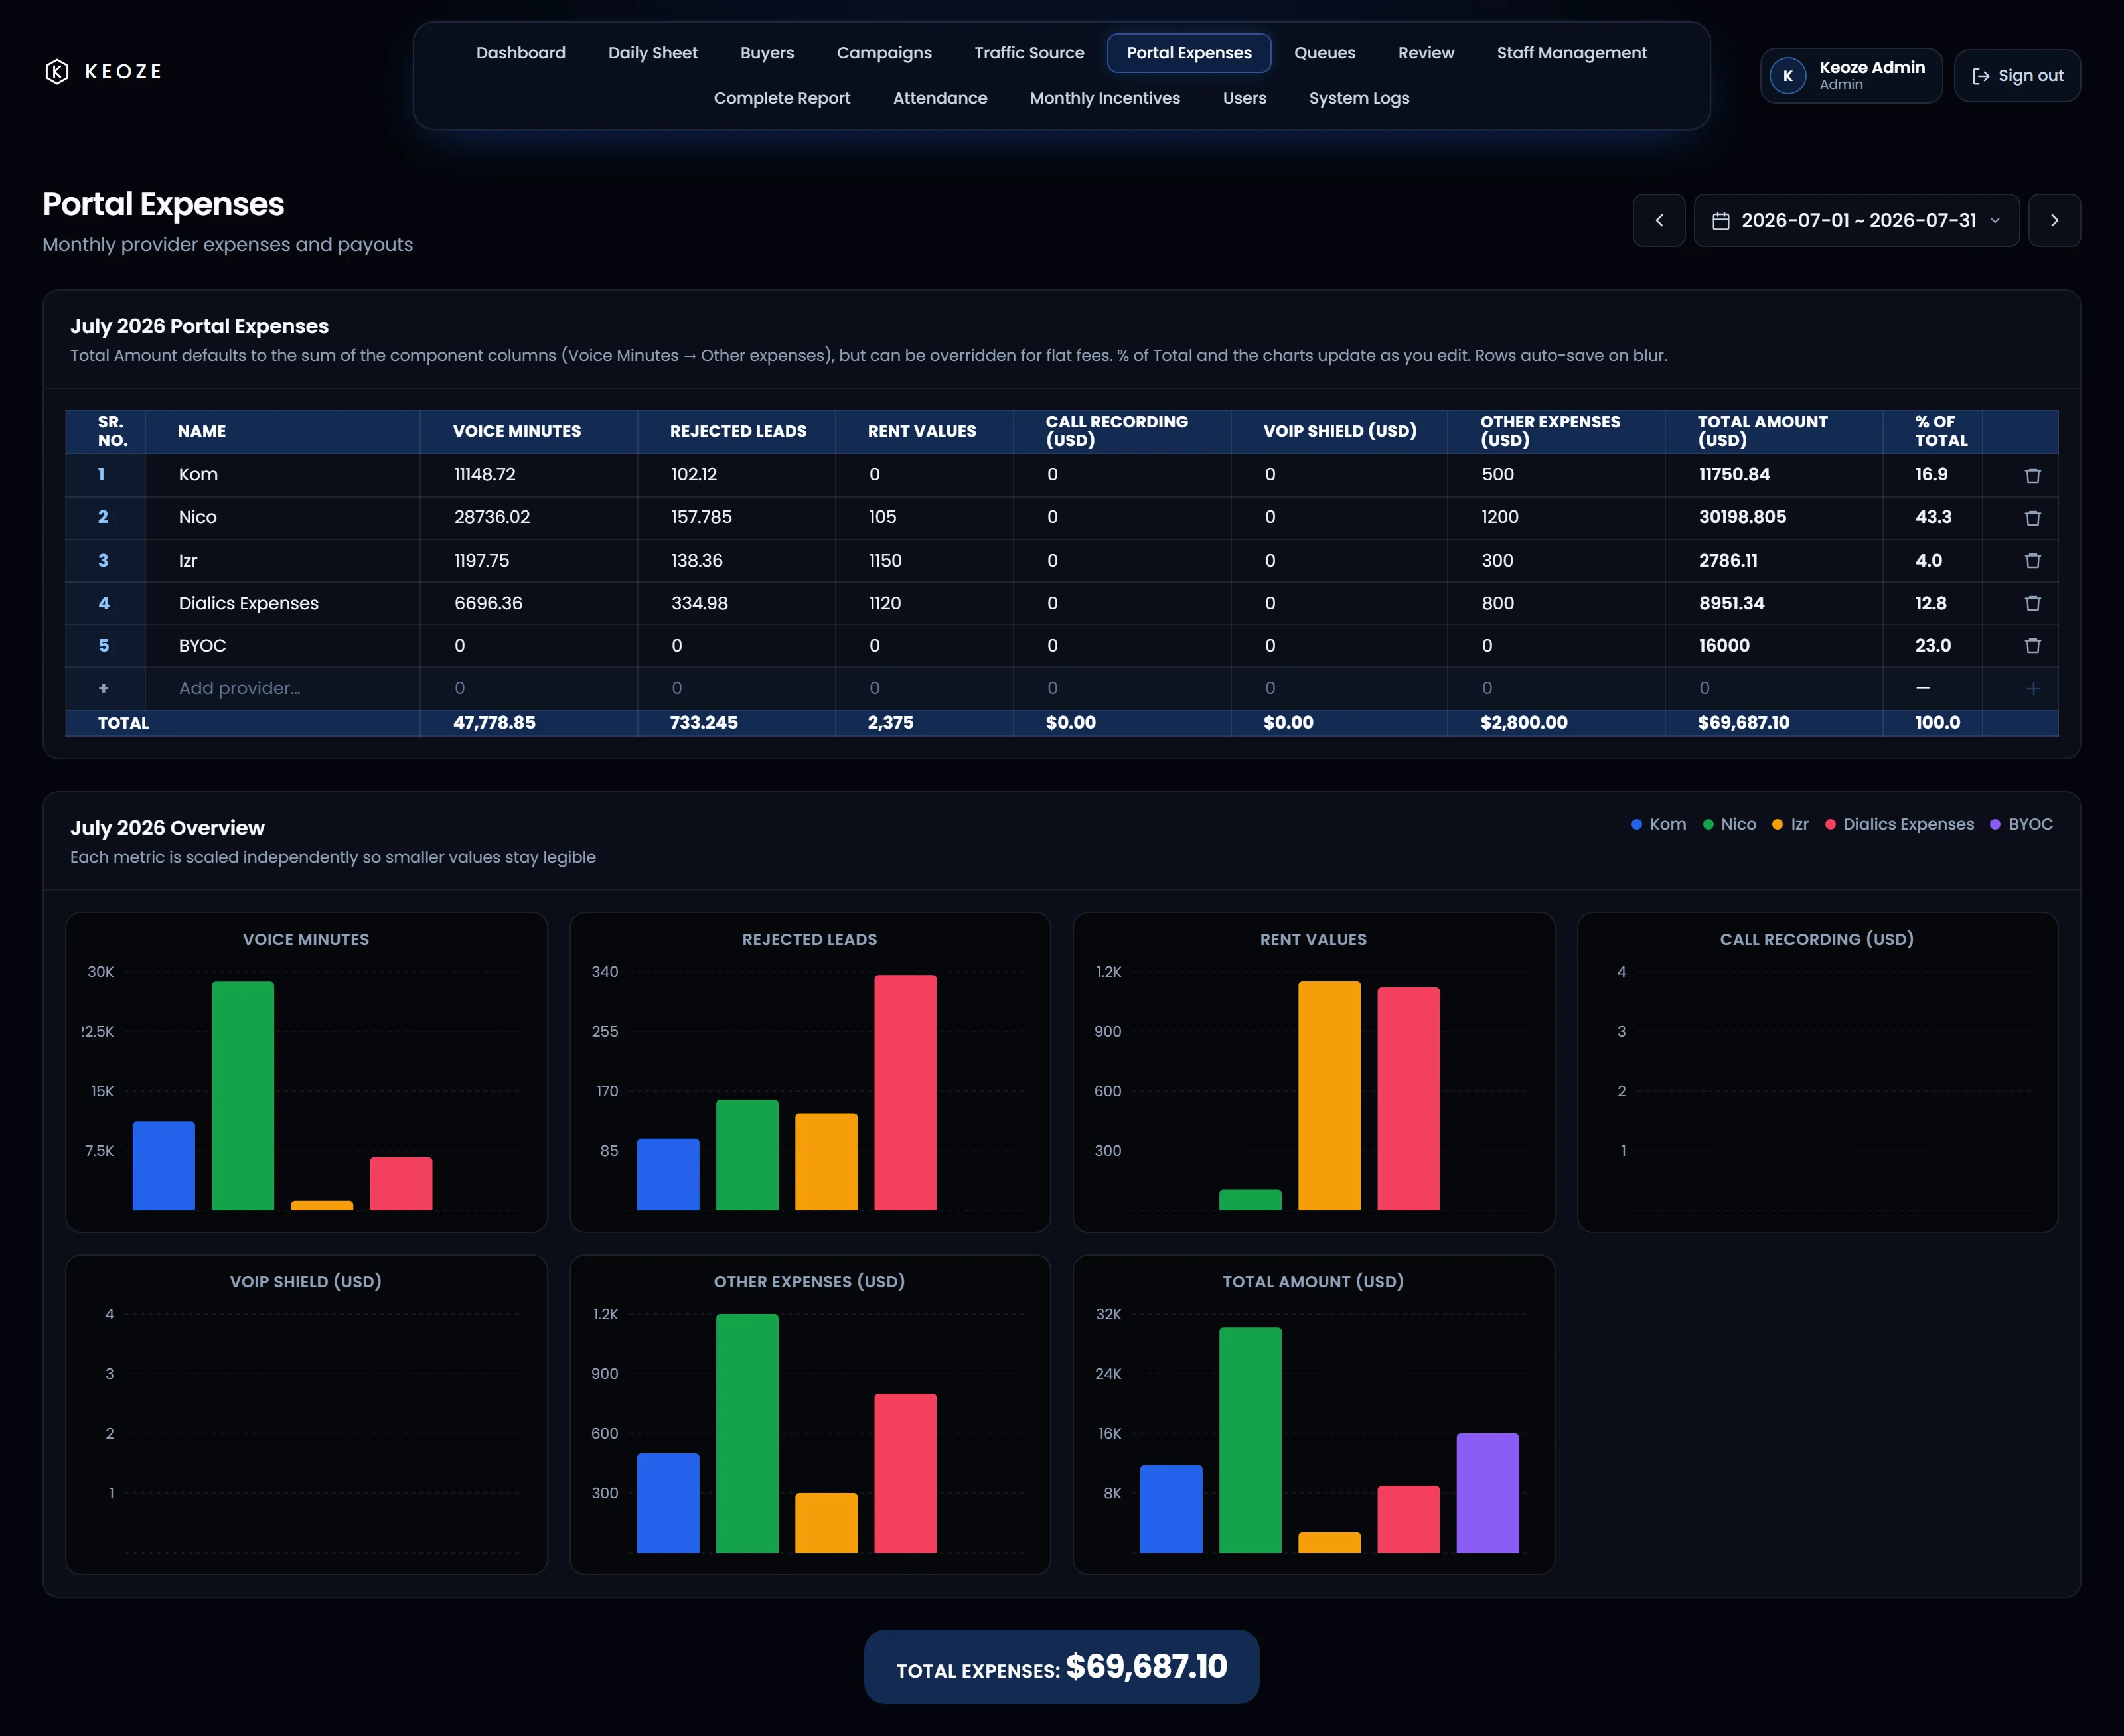 KEOZE
Dashboard Daily Sheet Buyers Campaigns Traffic Source Portal Expenses Queues Review Staff Management
Complete Report Attendance Monthly Incentives Users System Logs
K Keoze Admin
Admin
Sign out
Portal Expenses
Monthly provider expenses and payouts
2026-07-01 ~ 2026-07-31
July 2026 Portal Expenses
Total Amount defaults to the sum of the component columns (Voice Minutes → Other expenses), but can be overridden for flat fees. % of Total and the charts update as you edit. Rows auto-save on blur.
SR. NO. NAME VOICE MINUTES REJECTED LEADS RENT VALUES CALL RECORDING (USD) VOIP SHIELD (USD) OTHER EXPENSES (USD) TOTAL AMOUNT (USD) % OF TOTAL
1 Kom 11148.72 102.12 0 0 0 500 11750.84 16.9
2 Nico 28736.02 157.785 105 0 0 1200 30198.805 43.3
3 Izr 1197.75 138.36 1150 0 0 300 2786.11 4.0
4 Dialics Expenses 6696.36 334.98 1120 0 0 800 8951.34 12.8
5 BYOC 0 0 0 0 0 0 16000 23.0
+ Add provider... 0 0 0 0 0 0 0 — +
TOTAL 47,778.85 733.245 2,375 $0.00 $0.00 $2,800.00 $69,687.10 100.0
July 2026 Overview
Each metric is scaled independently so smaller values stay legible
Kom Nico Izr Dialics Expenses BYOC
VOICE MINUTES
30K
22.5K
15K
7.5K
REJECTED LEADS
340
255
170
85
RENT VALUES
1.2K
900
600
300
CALL RECORDING (USD)
4
3
2
1
VOIP SHIELD (USD)
4
3
2
1
OTHER EXPENSES (USD)
1.2K
900
600
300
TOTAL AMOUNT (USD)
32K
24K
16K
8K
TOTAL EXPENSES: $69,687.10